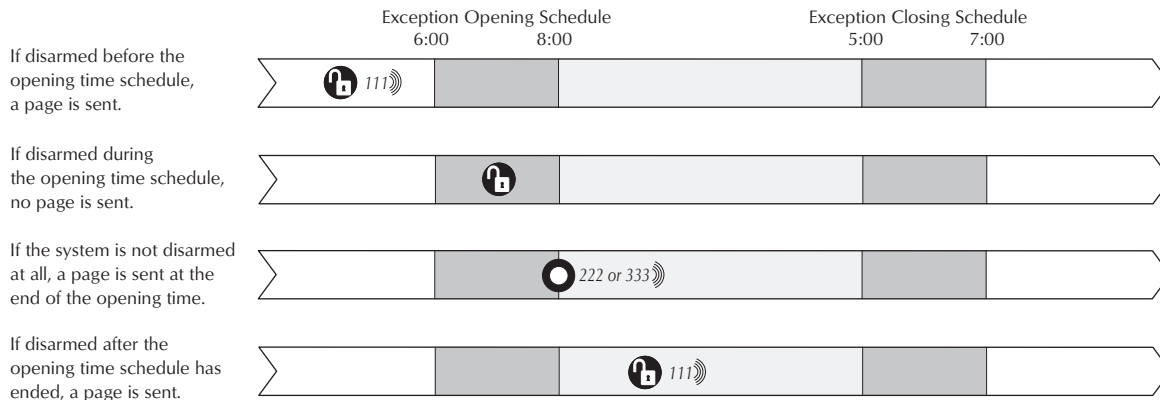 Exception Opening Schedule
Exception Closing Schedule
6:00
8:00
5:00
7:00
If disarmed before the
opening time schedule,
a page is sent.
111
If disarmed during
the opening time schedule,
no page is sent.
If the system is not disarmed
at all, a page is sent at the
end of the opening time.
222 or 333
If disarmed after the
opening time schedule has
ended, a page is sent.
111